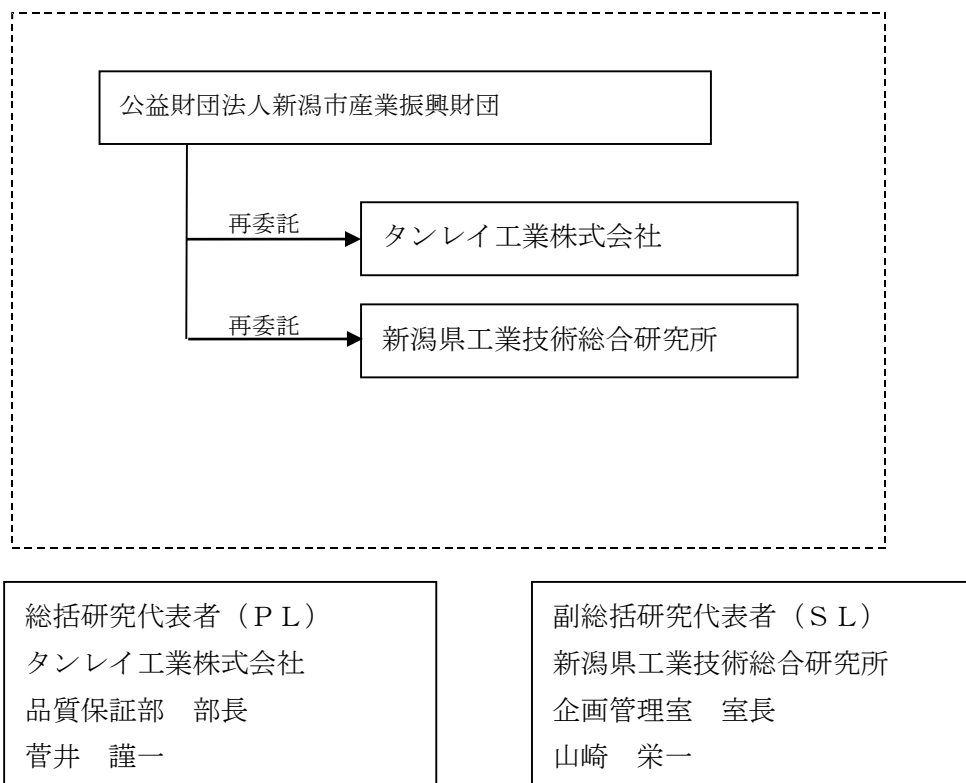 公益財団法人新潟市産業振興財団
再委託
タンレイ工業株式会社
再委託
新潟県工業技術総合研究所
総括研究代表者（ＰＬ）
タンレイ工業株式会社
品質保証部　部長
菅井　謹一
副総括研究代表者（ＳＬ）
新潟県工業技術総合研究所
企画管理室　室長
山崎　栄一